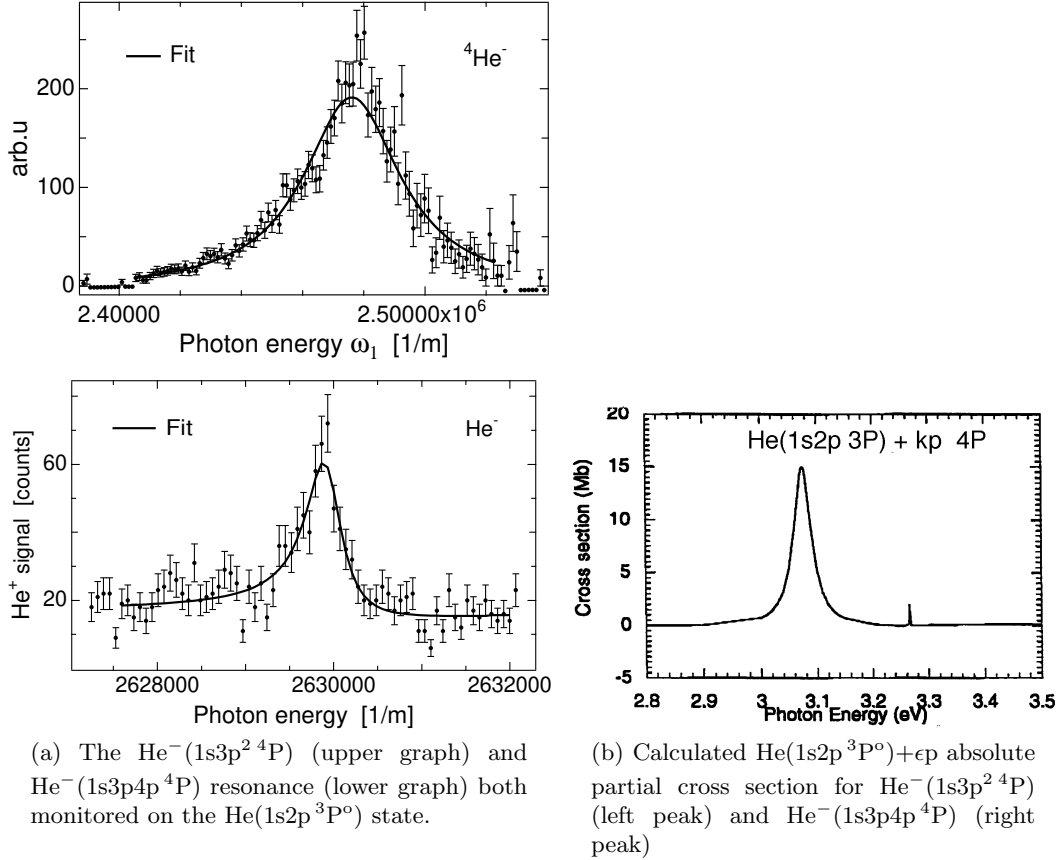 Fit
⁴He⁻
200
100
0
arb.u
2.40000
2.50000x10⁶
Photon energy ω₁ [1/m]
Fit
He⁻
60
20
He⁺ signal [counts]
2628000
2630000
2632000
Photon energy [1/m]
(a) The He⁻(1s3p² ⁴P) (upper graph) and
He⁻(1s3p4p ⁴P) resonance (lower graph) both
monitored on the He(1s2p ³Pᵒ) state.
20
15
10
5
0
-5
Cross section (Mb)
He(1s2p 3P) + kp 4P
2.8
2.9
3
3.1
3.2
3.3
3.4
3.5
Photon Energy (eV)
(b) Calculated He(1s2p ³Pᵒ)+ϵp absolute
partial cross section for He⁻(1s3p² ⁴P)
(left peak) and He⁻(1s3p4p ⁴P) (right
peak)